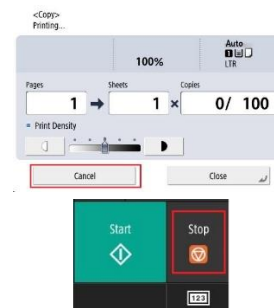 <Copy>
Printing...
100%
Auto
LTR
Pages
Sheets
Copies
1 → 1 × 0/ 100
Print Density
Cancel
Close
Start
Stop
123